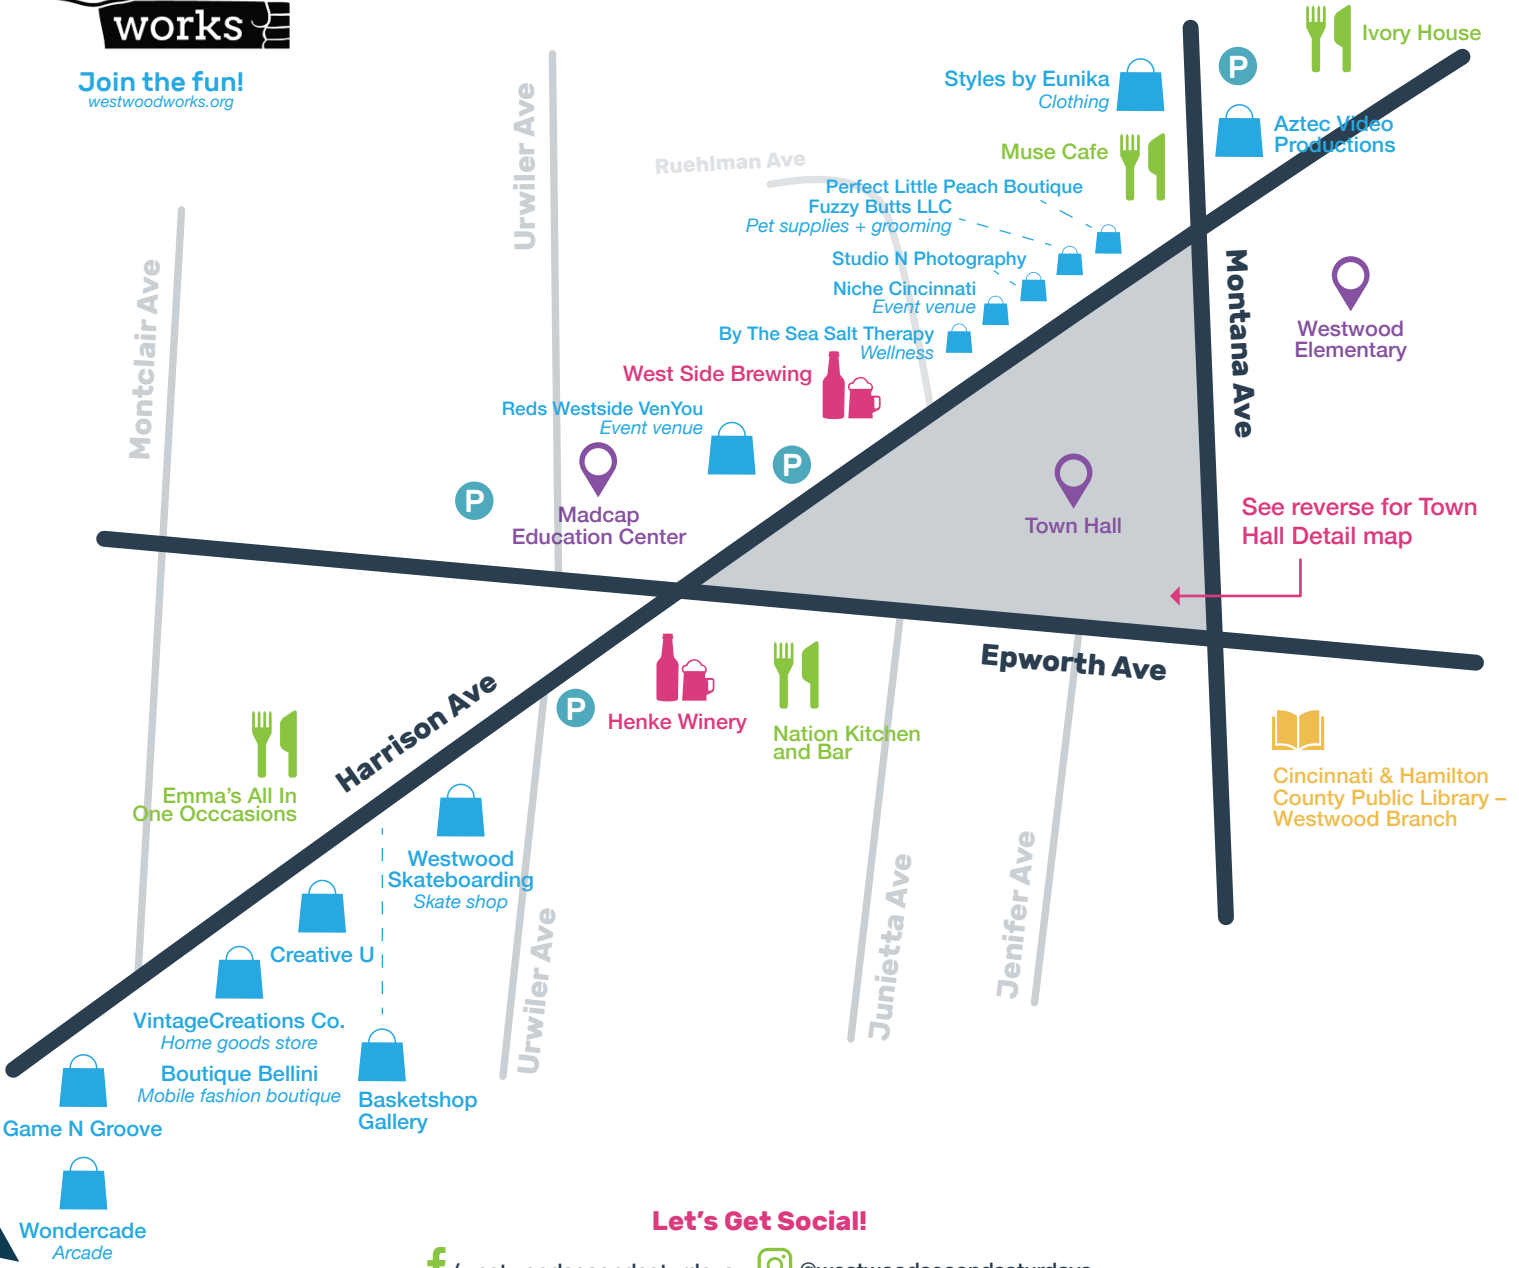 works
Join the fun!
westwoodworks.org
Urwiler Ave
Ruehlman Ave
Montclair Ave
Styles by Eunika
Clothing
P
Ivory House
Aztec Video
Productions
Muse Cafe
Perfect Little Peach Boutique
Fuzzy Butts LLC
Pet supplies + grooming
Studio N Photography
Niche Cincinnati
Event venue
By The Sea Salt Therapy
Wellness
West Side Brewing
Reds Westside VenYou
Event venue
P
P
Madcap
Education Center
Montana Ave
Westwood
Elementary
Town Hall
See reverse for Town
Hall Detail map
Epworth Ave
Harrison Ave
P
Henke Winery
Nation Kitchen
and Bar
Cincinnati & Hamilton
County Public Library –
Westwood Branch
Emma's All In
One Occcasions
Westwood
Skateboarding
Skate shop
Creative U
VintageCreations Co.
Home goods store
Boutique Bellini
Mobile fashion boutique
Basketshop
Gallery
Urwiler Ave
Junietta Ave
Jenifer Ave
Game N Groove
Wondercade
Arcade
Let's Get Social!
/westwoodsecondsaturdays
@westwoodsecondsaturdays